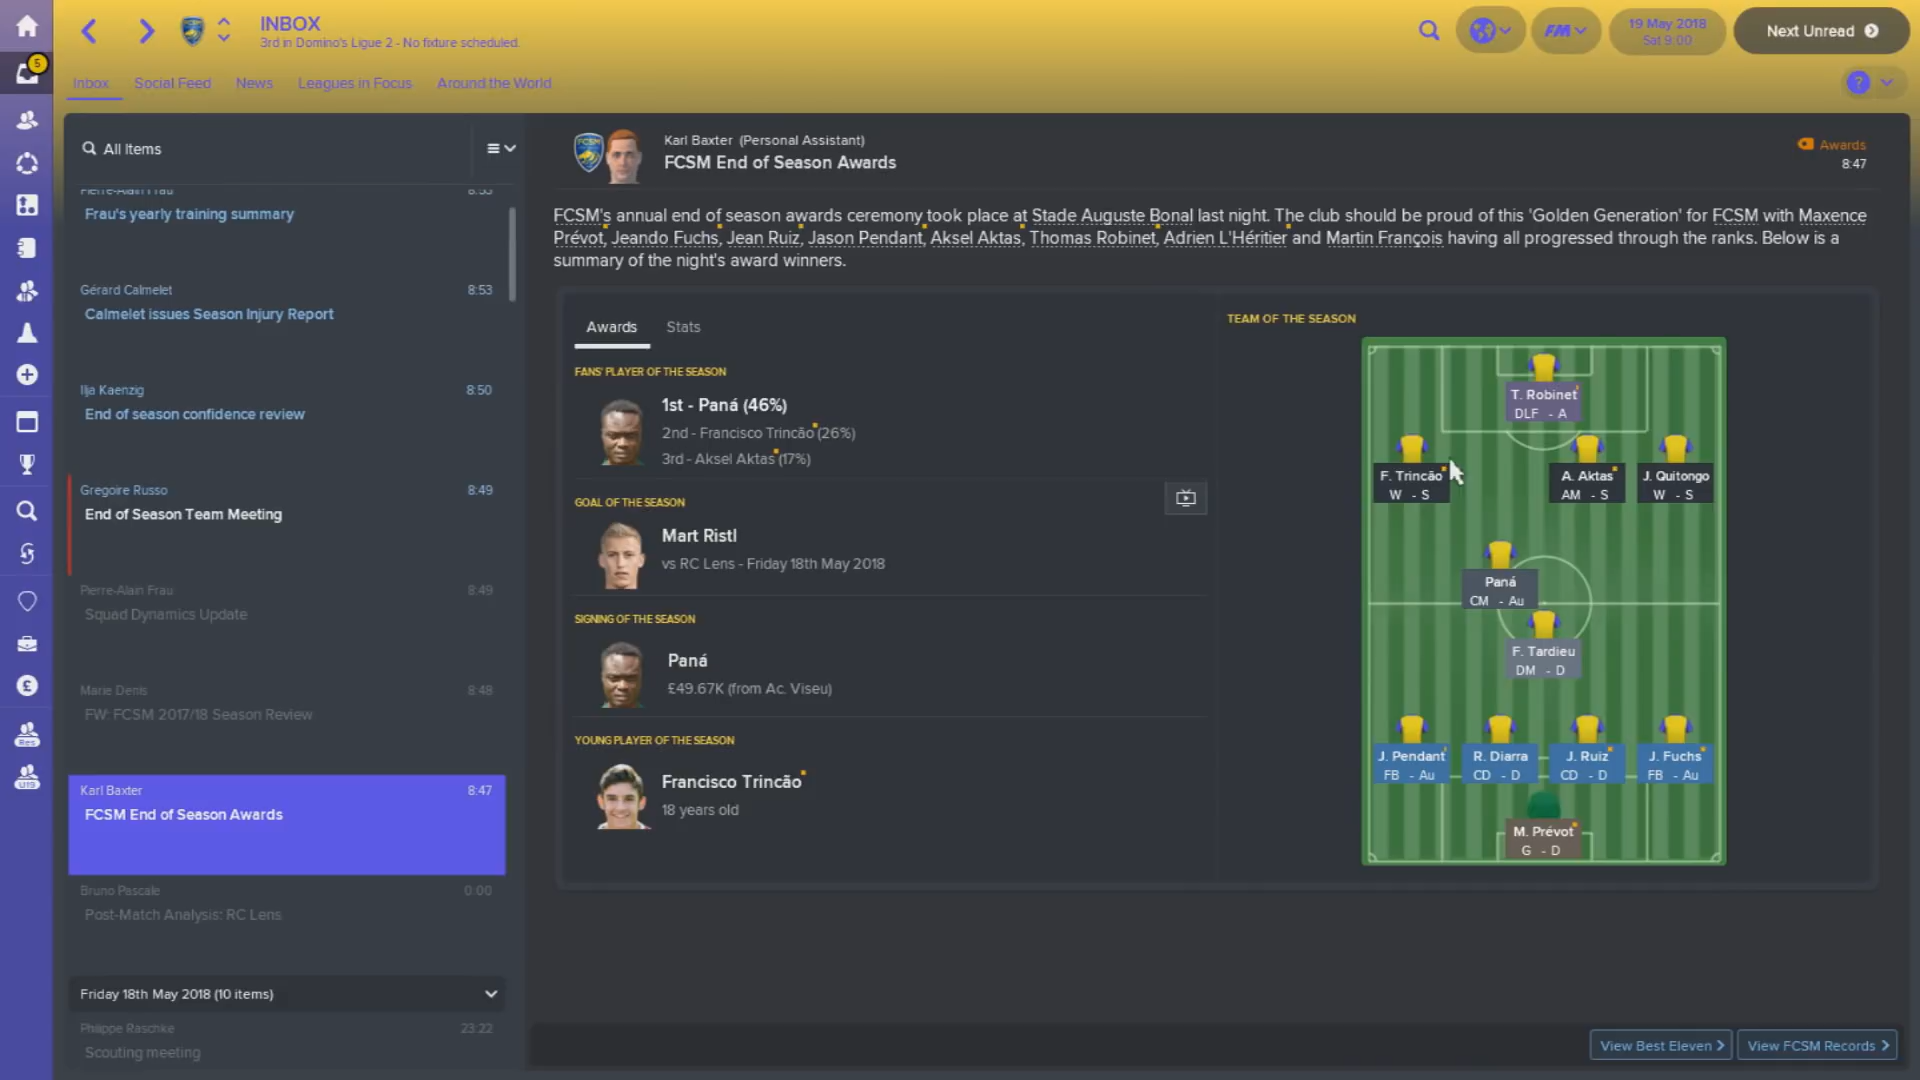 INBOX
3rd in Domino's Ligue 2 - No fixture scheduled.
FM
19 May 2018
Sat 9:00
Next Unread
5
Inbox
Social Feed
News
Leagues in Focus
Around the World
?
All Items
Pierre-Alain Frau 8:53
Frau's yearly training summary
Gérard Calmelet 8:53
Calmelet issues Season Injury Report
Ilja Kaenzig 8:50
End of season confidence review
Gregoire Russo 8:49
End of Season Team Meeting
Pierre-Alain Frau 8:49
Squad Dynamics Update
Marie Denis 8:48
FW: FCSM 2017/18 Season Review
Karl Baxter 8:47
FCSM End of Season Awards
Bruno Pascale 0:00
Post-Match Analysis: RC Lens
Friday 18th May 2018 (10 items)
Philippe Raschke 23:22
Scouting meeting
Res
U19
FCSM
Karl Baxter (Personal Assistant)
FCSM End of Season Awards
Awards
8:47
FCSM's annual end of season awards ceremony took place at Stade Auguste Bonal last night. The club should be proud of this 'Golden Generation' for FCSM with Maxence
Prévot, Jeando Fuchs, Jean Ruiz, Jason Pendant, Aksel Aktas, Thomas Robinet, Adrien L'Héritier and Martin François having all progressed through the ranks. Below is a
summary of the night's award winners.
Awards
Stats
FANS' PLAYER OF THE SEASON
1st - Paná (46%)
2nd - Francisco Trincão (26%)
3rd - Aksel Aktas (17%)
GOAL OF THE SEASON
Mart Ristl
vs RC Lens - Friday 18th May 2018
SIGNING OF THE SEASON
Paná
£49.67K (from Ac. Viseu)
YOUNG PLAYER OF THE SEASON
Francisco Trincão
18 years old
TEAM OF THE SEASON
T. Robinet
DLF - A
F. Trincão
W - S
A. Aktas
AM - S
J. Quitongo
W - S
Paná
CM - Au
F. Tardieu
DM - D
J. Pendant
FB - Au
R. Diarra
CD - D
J. Ruiz
CD - D
J. Fuchs
FB - Au
M. Prévot
G - D
View Best Eleven
View FCSM Records